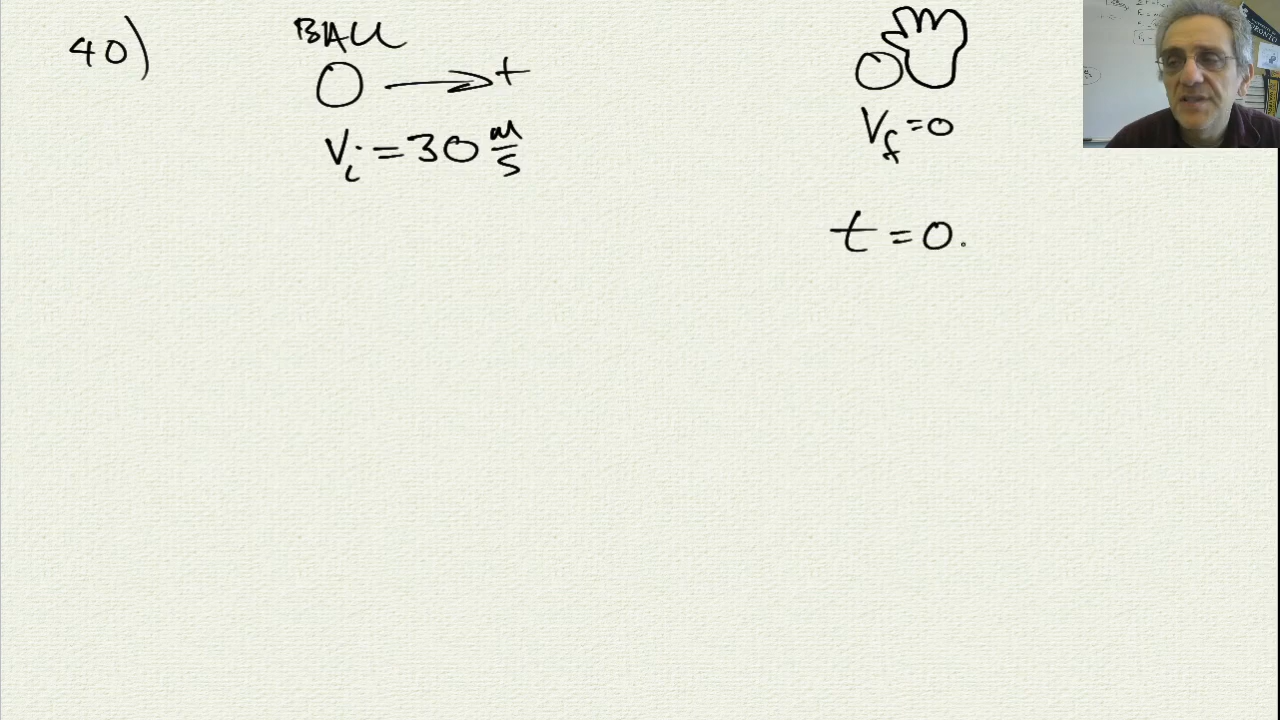 40)
BALL
+
Vi = 30 m/s
Vf = 0
t = 0.